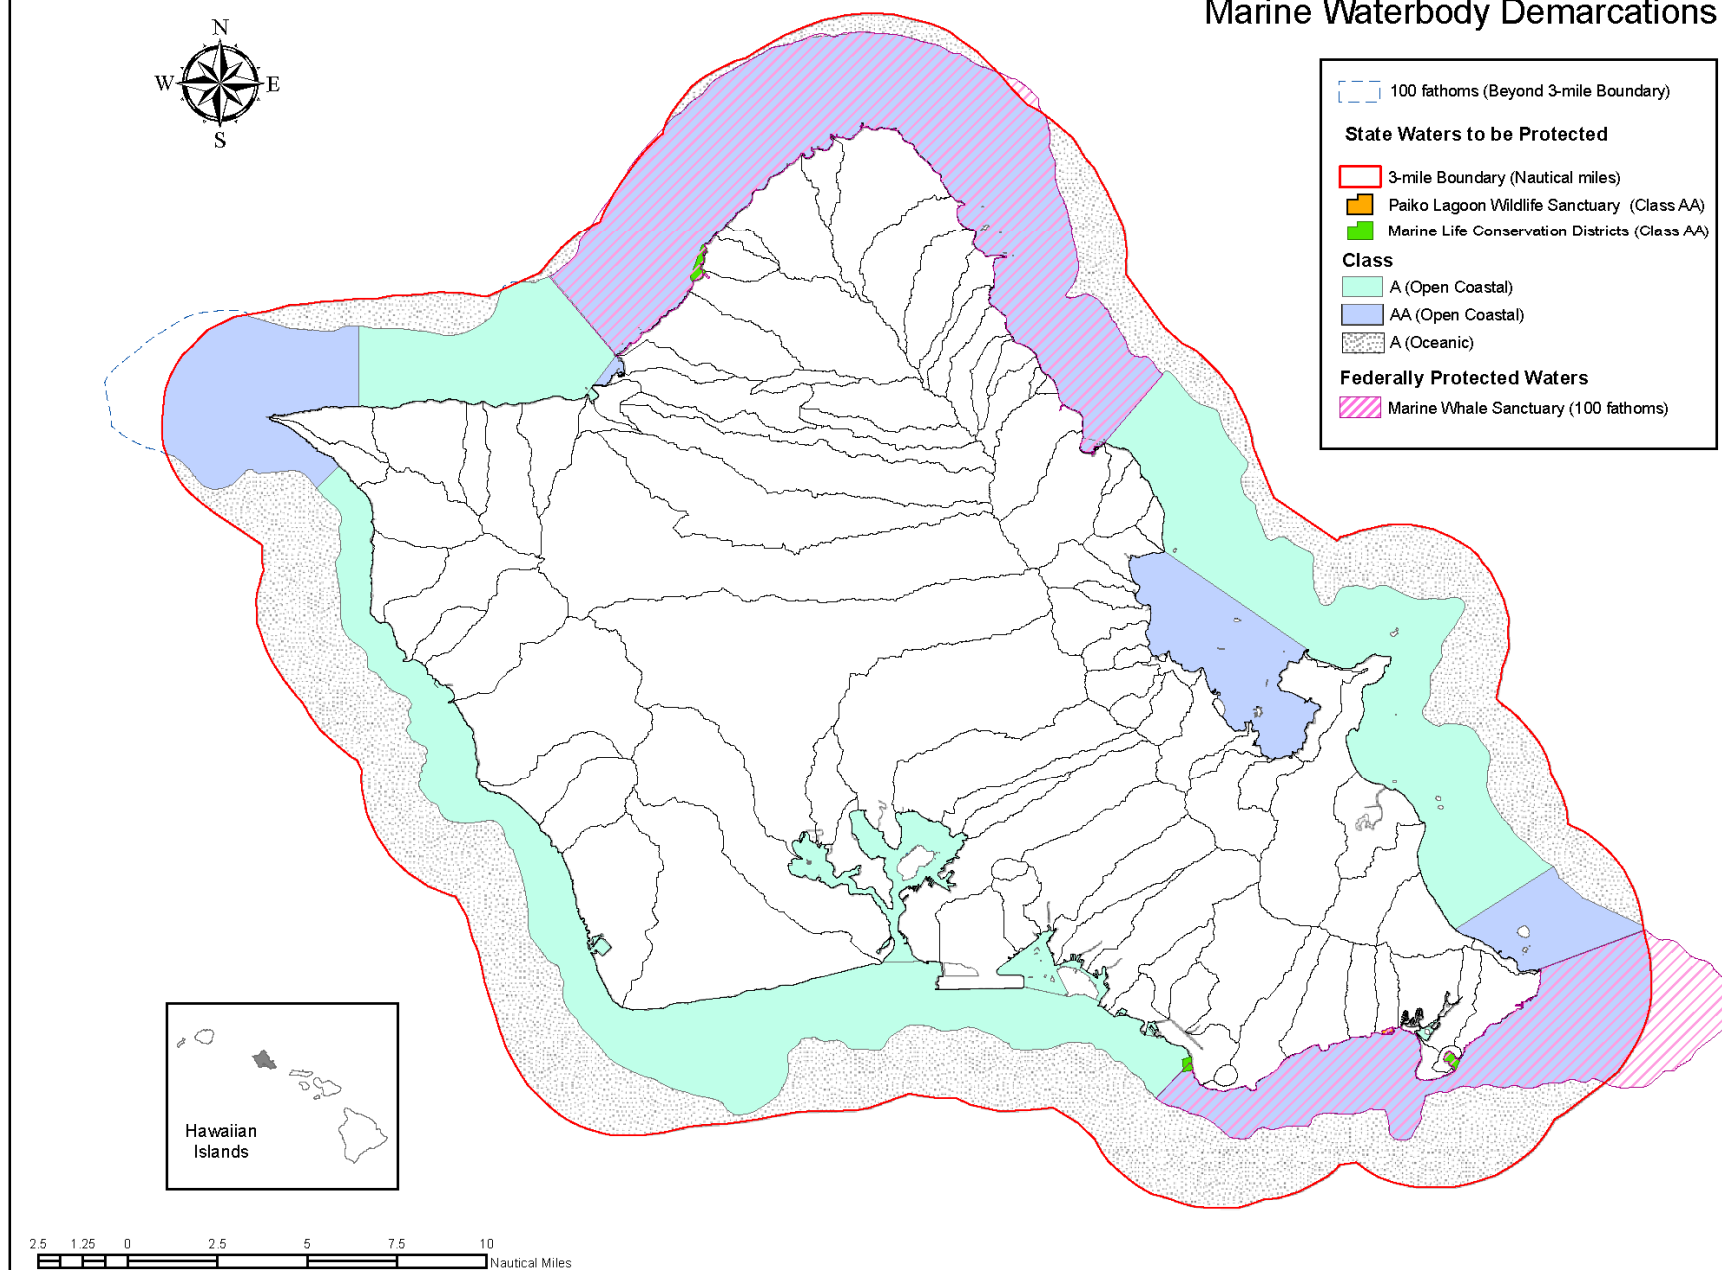 Marine Waterbody Demarcations
N
W E
S
100 fathoms (Beyond 3-mile Boundary)
State Waters to be Protected
3-mile Boundary (Nautical miles)
Paiko Lagoon Wildlife Sanctuary (Class AA)
Marine Life Conservation Districts (Class AA)
Class
A (Open Coastal)
AA (Open Coastal)
A (Oceanic)
Federally Protected Waters
Marine Whale Sanctuary (100 fathoms)
Hawaiian
Islands
2.5 1.25 0 2.5 5 7.5 10
Nautical Miles